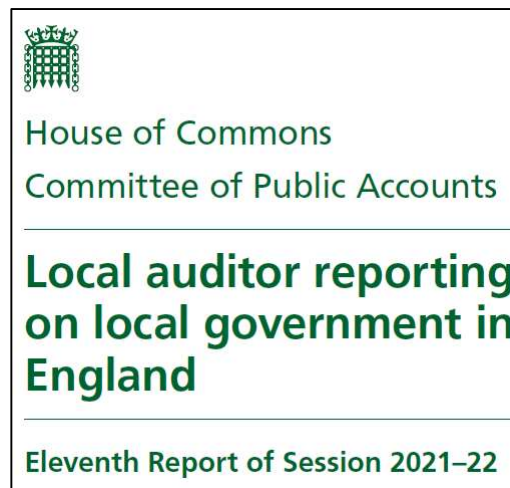 House of Commons
Committee of Public Accounts
Local auditor reporting
on local government in
England
Eleventh Report of Session 2021–22